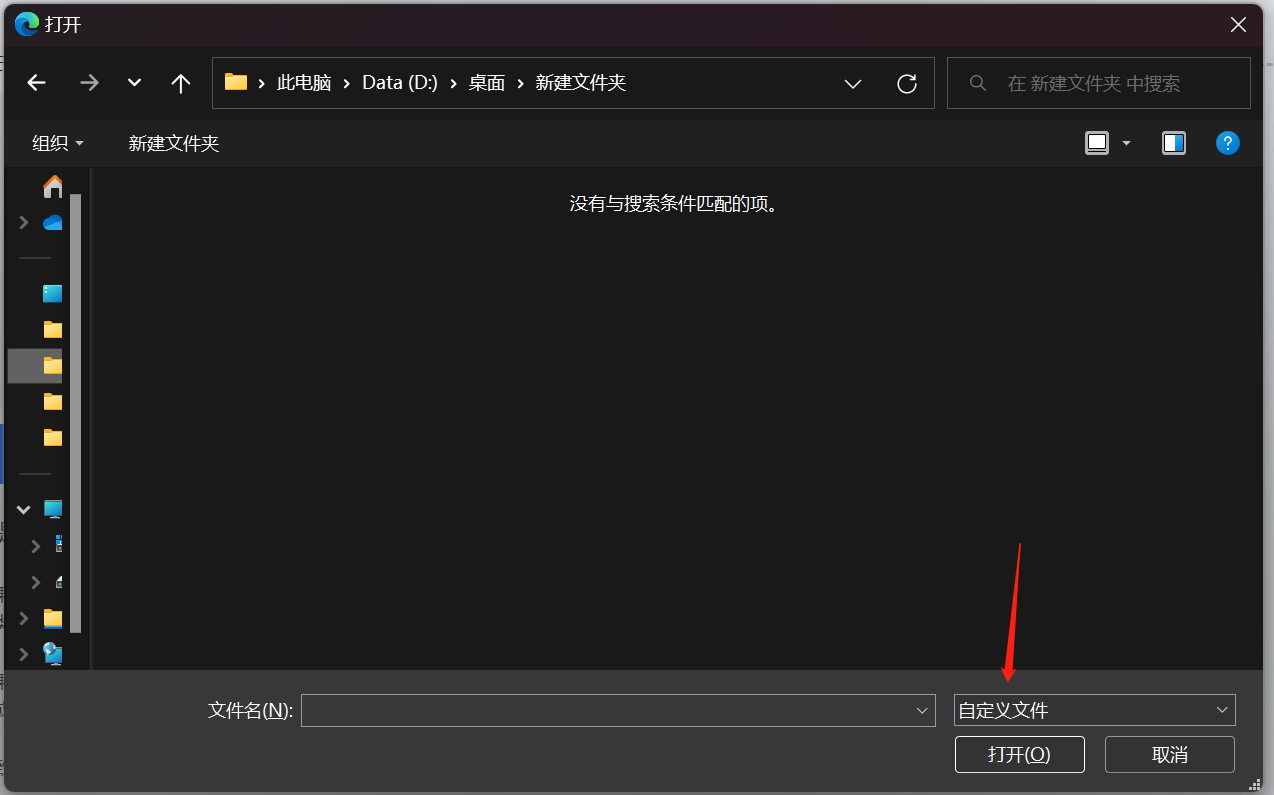 打开
此电脑 › Data (D:) › 桌面 › 新建文件夹
在 新建文件夹 中搜索
组织
新建文件夹
没有与搜索条件匹配的项。
文件名(N):
自定义文件
打开(O)
取消